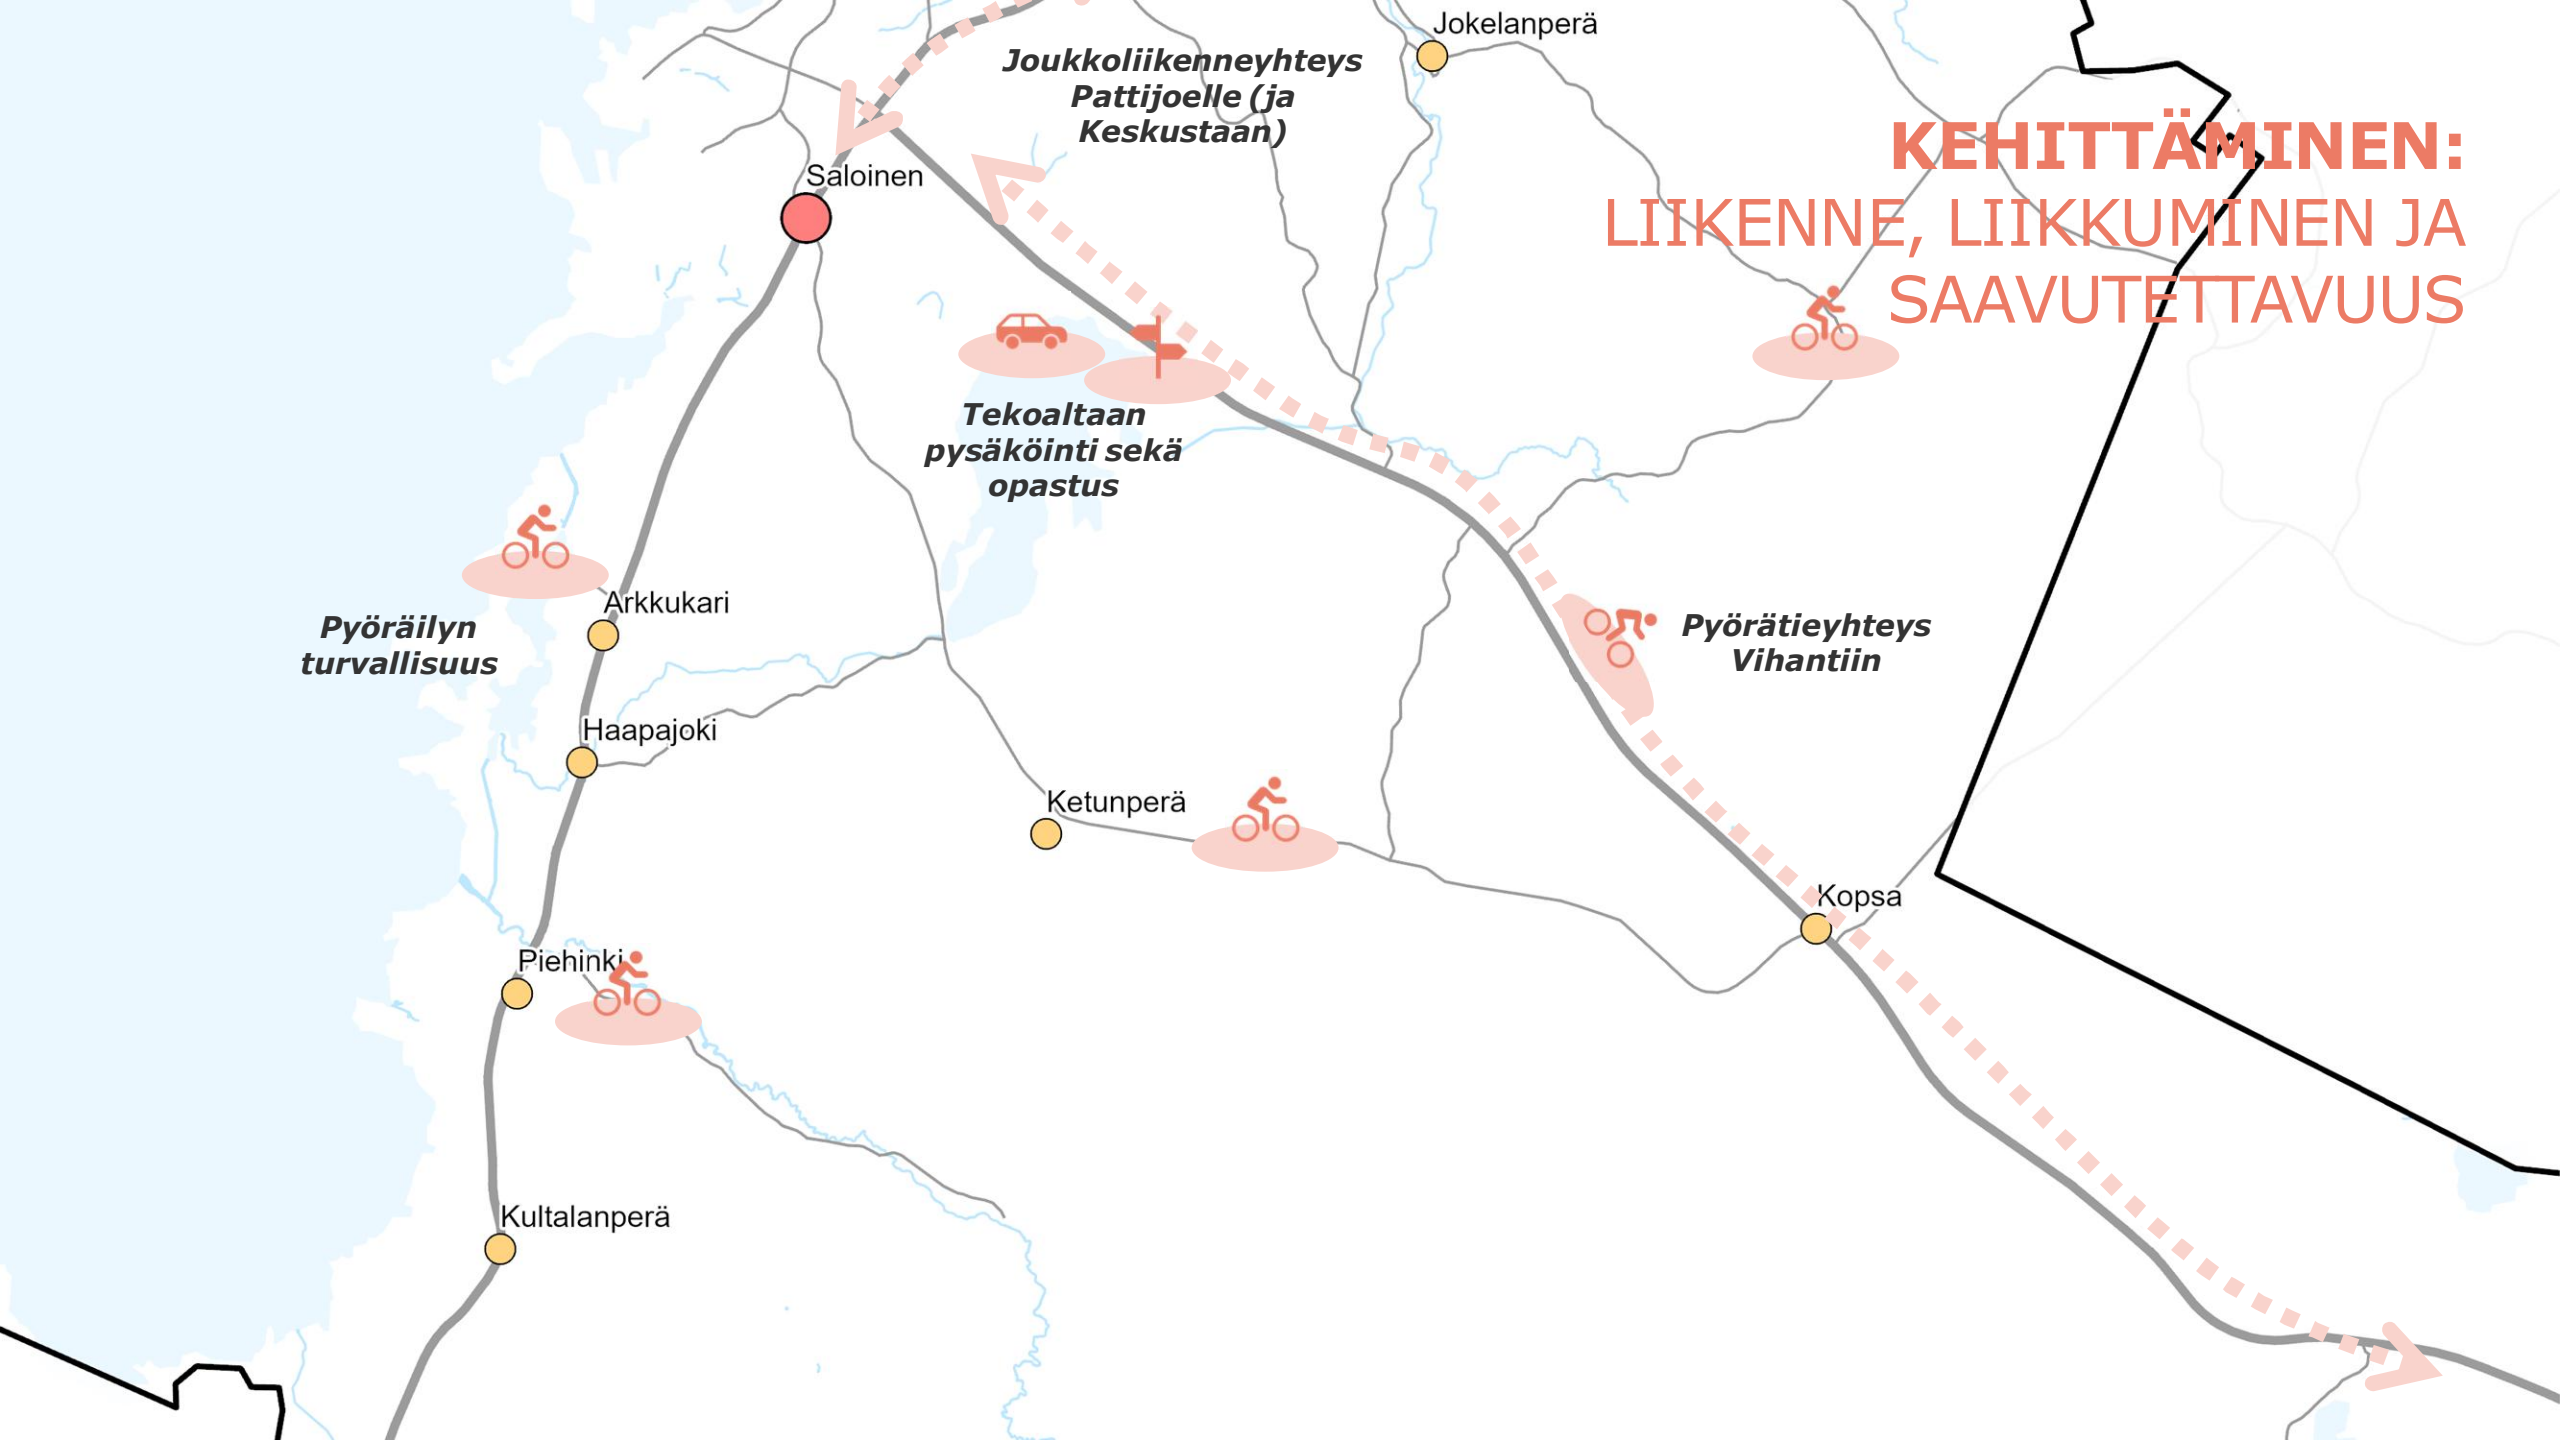 Jokelanperä
Joukkoliikenneyhteys
Pattijoelle (ja
Keskustaan)
KEHITTÄMINEN:
LIIKENNE, LIIKKUMINEN JA
SAAVUTETTAVUUS
Saloinen
Tekoaltaan
pysäköinti sekä
opastus
Arkkukari
Pyöräilyn
turvallisuus
Pyörätieyhteys
Vihantiin
Haapajoki
Ketunperä
Kopsa
Piehinki
Kultalanperä